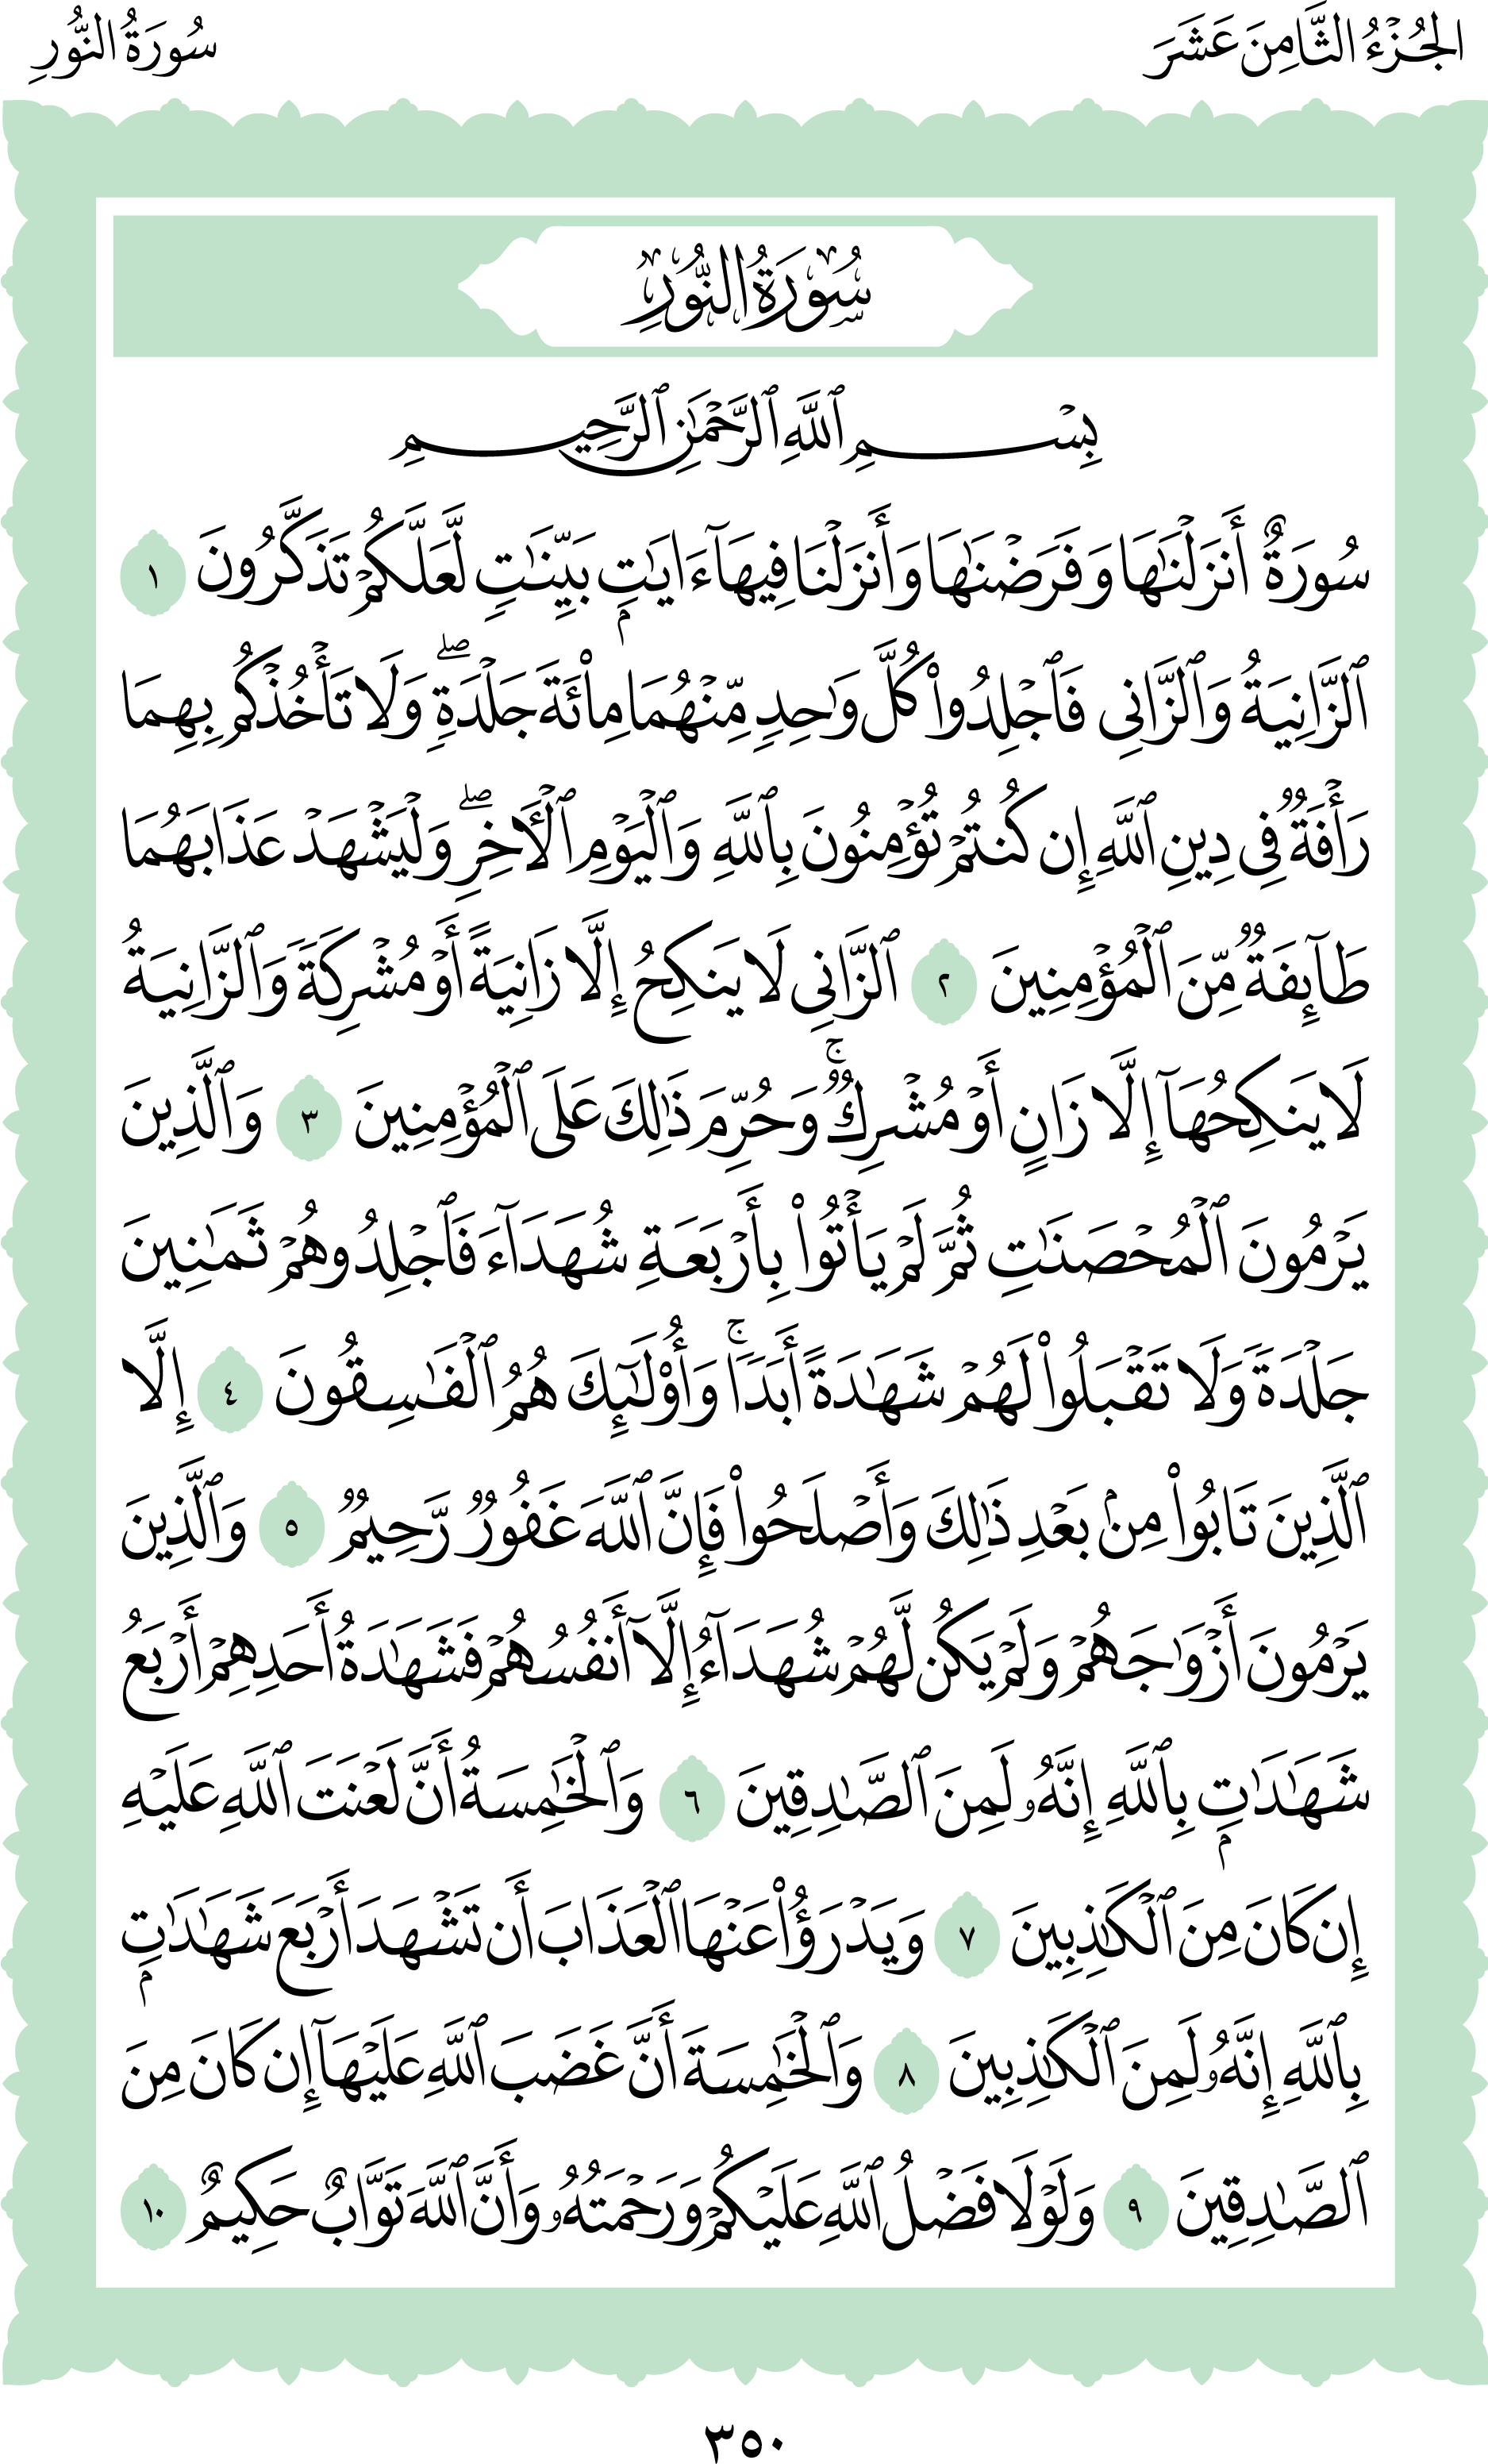 الجُزْءُ الثَّامِنَ عَشَرَ
سُورَةُ النُّورِ
سُورَةُ النُّورِ
بِسْمِ ٱللَّهِ ٱلرَّحْمَٰنِ ٱلرَّحِيمِ
سُورَةٌ أَنزَلْنَٰهَا وَفَرَضْنَٰهَا وَأَنزَلْنَا فِيهَآ ءَايَٰتٍۭ بَيِّنَٰتٍ لَّعَلَّكُمْ تَذَكَّرُونَ ١
ٱلزَّانِيَةُ وَٱلزَّانِى فَٱجْلِدُوا۟ كُلَّ وَٰحِدٍ مِّنْهُمَا مِا۟ئَةَ جَلْدَةٍ ۖ وَلَا تَأْخُذْكُم بِهِمَا
رَأْفَةٌ فِى دِينِ ٱللَّهِ إِن كُنتُمْ تُؤْمِنُونَ بِٱللَّهِ وَٱلْيَوْمِ ٱلْـَٔاخِرِ ۖ وَلْيَشْهَدْ عَذَابَهُمَا
طَآئِفَةٌ مِّنَ ٱلْمُؤْمِنِينَ ٢ ٱلزَّانِى لَا يَنكِحُ إِلَّا زَانِيَةً أَوْ مُشْرِكَةً وَٱلزَّانِيَةُ
لَا يَنكِحُهَآ إِلَّا زَانٍ أَوْ مُشْرِكٌ ۚ وَحُرِّمَ ذَٰلِكَ عَلَى ٱلْمُؤْمِنِينَ ٣ وَٱلَّذِينَ
يَرْمُونَ ٱلْمُحْصَنَٰتِ ثُمَّ لَمْ يَأْتُوا۟ بِأَرْبَعَةِ شُهَدَآءَ فَٱجْلِدُوهُمْ ثَمَٰنِينَ
جَلْدَةً وَلَا تَقْبَلُوا۟ لَهُمْ شَهَٰدَةً أَبَدًا ۚ وَأُو۟لَٰٓئِكَ هُمُ ٱلْفَٰسِقُونَ ٤ إِلَّا
ٱلَّذِينَ تَابُوا۟ مِنۢ بَعْدِ ذَٰلِكَ وَأَصْلَحُوا۟ فَإِنَّ ٱللَّهَ غَفُورٌ رَّحِيمٌ ٥ وَٱلَّذِينَ
يَرْمُونَ أَزْوَٰجَهُمْ وَلَمْ يَكُن لَّهُمْ شُهَدَآءُ إِلَّآ أَنفُسُهُمْ فَشَهَٰدَةُ أَحَدِهِمْ أَرْبَعُ
شَهَٰدَٰتٍۭ بِٱللَّهِ إِنَّهُۥ لَمِنَ ٱلصَّٰدِقِينَ ٦ وَٱلْخَٰمِسَةُ أَنَّ لَعْنَتَ ٱللَّهِ عَلَيْهِ
إِن كَانَ مِنَ ٱلْكَٰذِبِينَ ٧ وَيَدْرَؤُا۟ عَنْهَا ٱلْعَذَابَ أَن تَشْهَدَ أَرْبَعَ شَهَٰدَٰتٍۭ
بِٱللَّهِ إِنَّهُۥ لَمِنَ ٱلْكَٰذِبِينَ ٨ وَٱلْخَٰمِسَةَ أَنَّ غَضَبَ ٱللَّهِ عَلَيْهَآ إِن كَانَ مِنَ
ٱلصَّٰدِقِينَ ٩ وَلَوْلَا فَضْلُ ٱللَّهِ عَلَيْكُمْ وَرَحْمَتُهُۥ وَأَنَّ ٱللَّهَ تَوَّابٌ حَكِيمٌ ١٠
٣٥٠